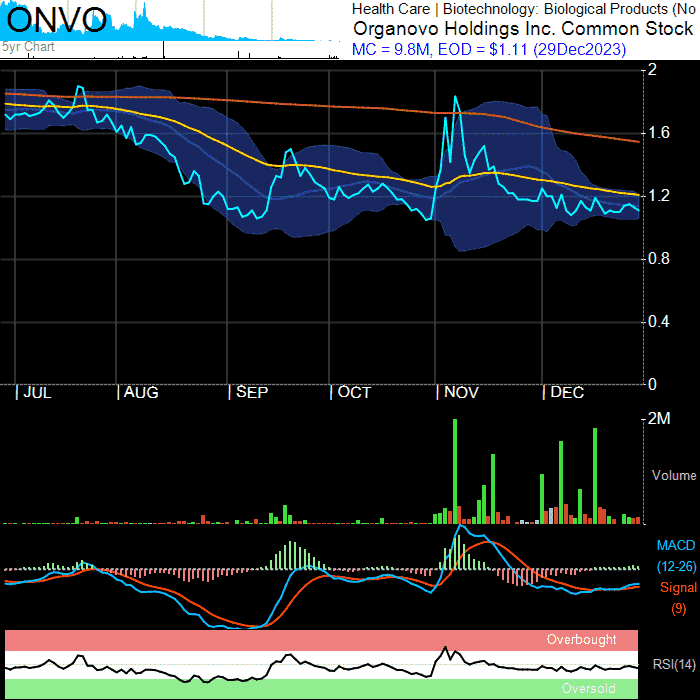 ONVO
5yr Chart
Health Care | Biotechnology: Biological Products (No
Organovo Holdings Inc. Common Stock
MC = 9.8M, EOD = $1.11 (29Dec2023)
2
1.6
1.2
0.8
0.4
0
JUL AUG SEP OCT NOV DEC
2M
Volume
MACD
(12-26)
Signal
(9)
Overbought
RSI(14)
Oversold